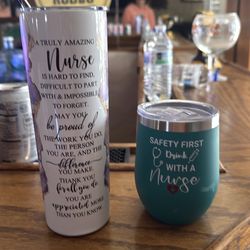 RODEO
A TRULY AMAZING
Nurse
IS HARD TO FIND,
DIFFICULT TO PART
WITH & IMPOSSIBLE
TO FORGET.
MAY YOU
be proud of
THE WORK YOU DO,
THE PERSON
YOU ARE, AND THE
difference
YOU MAKE.
THANK YOU
for all you do
YOU ARE
APPRECIATED MORE
THAN YOU KNOW
SAFETY FIRST
Drink
WITH A
Nurse